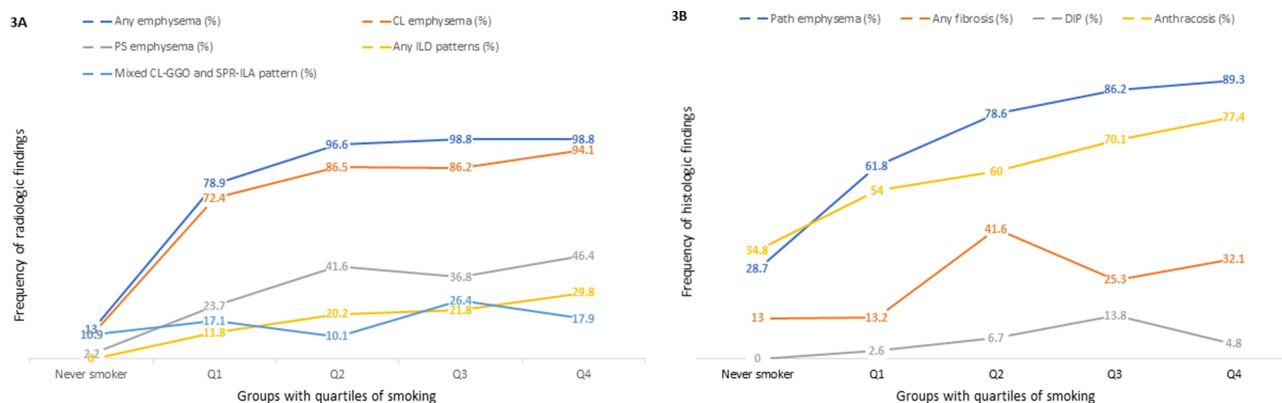 3A
Any emphysema (%)
CL emphysema (%)
PS emphysema (%)
Any ILD patterns (%)
Mixed CL-GGO and SPR-ILA pattern (%)
Frequency of radiologic findings
98.8
98.8
96.6
94.1
86.5
86.2
78.9
72.4
46.4
41.6
36.8
29.8
26.4
23.7
21.8
20.2
17.9
17.1
13
11.8
10.9
10.1
2.2
0
Never smoker
Q1
Q2
Q3
Q4
Groups with quartiles of smoking
3B
Path emphysema (%)
Any fibrosis (%)
DIP (%)
Anthracosis (%)
Frequency of histologic findings
89.3
86.2
78.6
77.4
70.1
61.8
60
54
41.6
34.8
32.1
28.7
25.3
13.8
13.2
13
6.7
4.8
2.6
0
Never smoker
Q1
Q2
Q3
Q4
Groups with quartiles of smoking